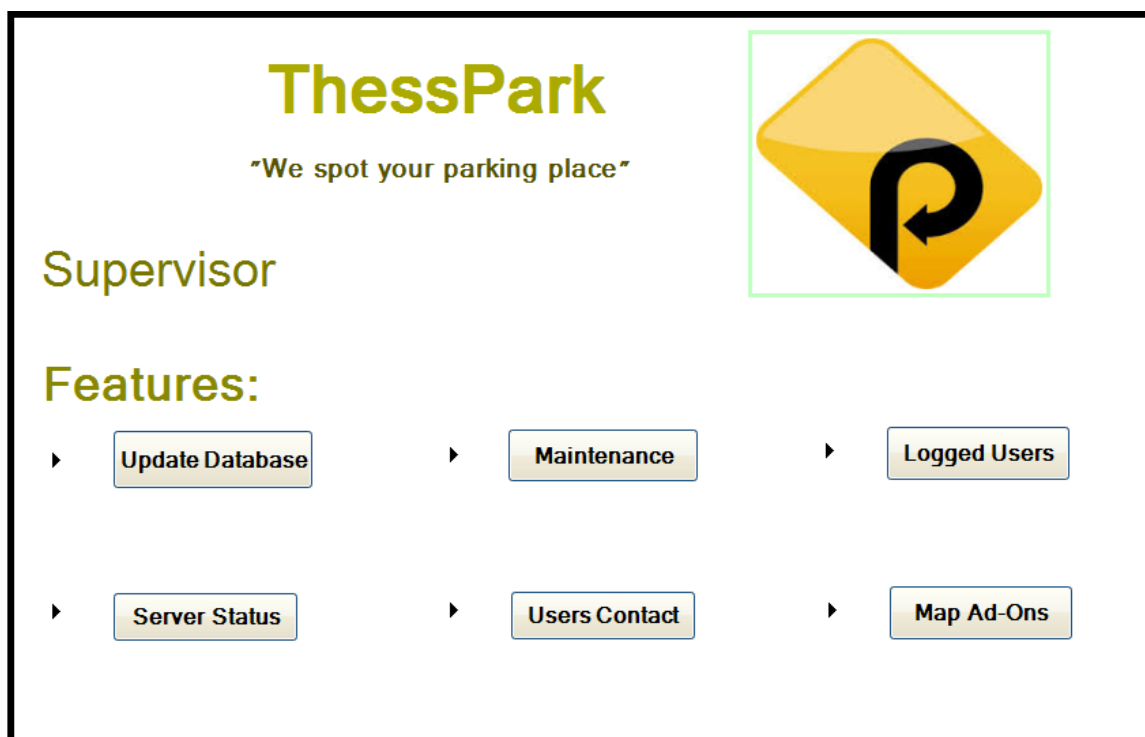 ThessPark
"We spot your parking place"
Supervisor
Features:
Update Database
Maintenance
Logged Users
Server Status
Users Contact
Map Ad-Ons